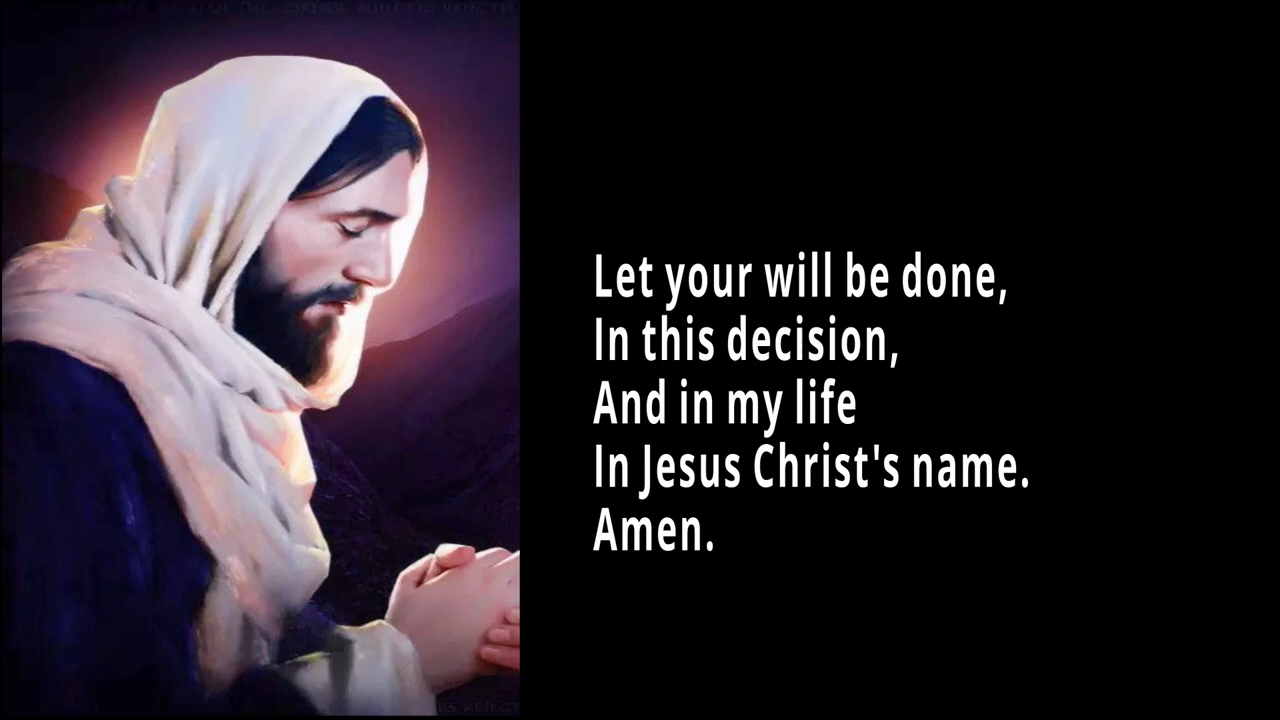 Let your will be done,
In this decision,
And in my life
In Jesus Christ's name.
Amen.